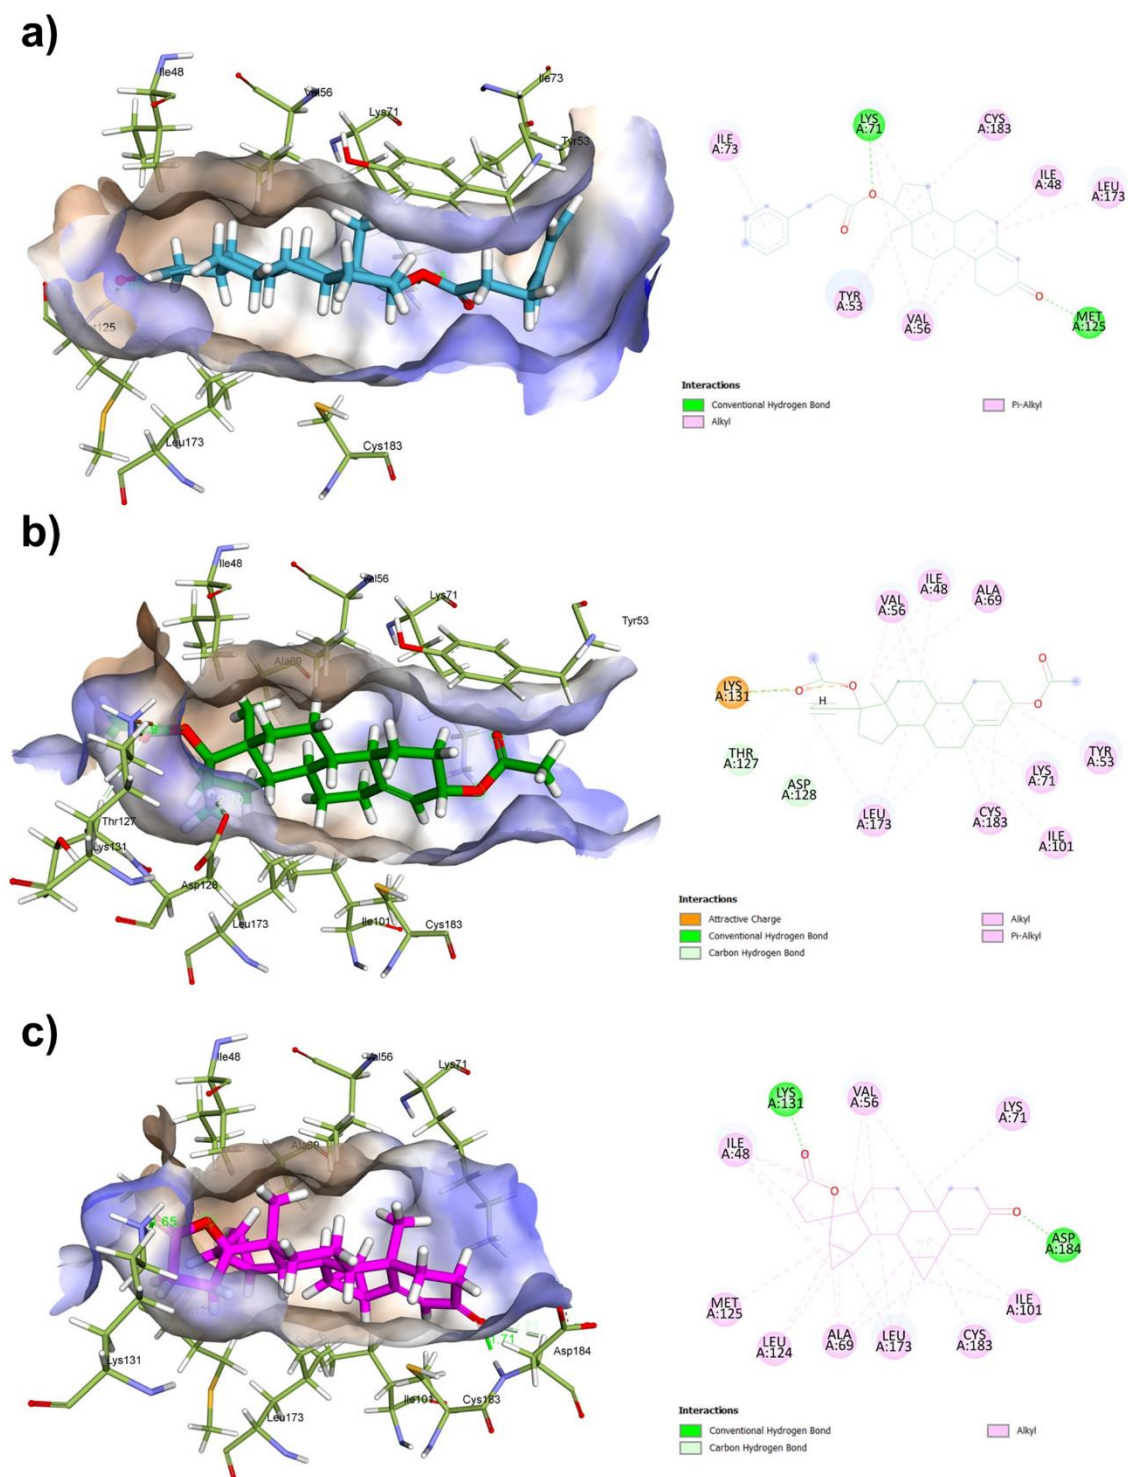 a)
Ile48
Val56
Lys71
Ile73
Tyr53
Leu173
Cys183
ILE
A:73
LYS
A:71
CYS
A:183
ILE
A:48
LEU
A:173
O
O
O
TYR
A:53
VAL
A:56
MET
A:125
Interactions
Conventional Hydrogen Bond
Alkyl
Pi-Alkyl
b)
Ile48
Val56
Lys71
Tyr53
Ala69
Thr127
Lys131
Asp128
Leu173
Ile101
Cys183
VAL
A:56
ILE
A:48
ALA
A:69
LYS
A:131
O
O
H
O
O
THR
A:127
ASP
A:128
LEU
A:173
CYS
A:183
LYS
A:71
ILE
A:101
TYR
A:53
Interactions
Attractive Charge
Conventional Hydrogen Bond
Carbon Hydrogen Bond
Alkyl
Pi-Alkyl
c)
Ile48
Val56
Lys71
Ala69
Lys131
Leu173
Ile101
Cys183
Asp184
LYS
A:131
VAL
A:56
LYS
A:71
ILE
A:48
O
O
O
ASP
A:184
MET
A:125
LEU
A:124
ALA
A:69
LEU
A:173
CYS
A:183
ILE
A:101
Interactions
Conventional Hydrogen Bond
Carbon Hydrogen Bond
Alkyl